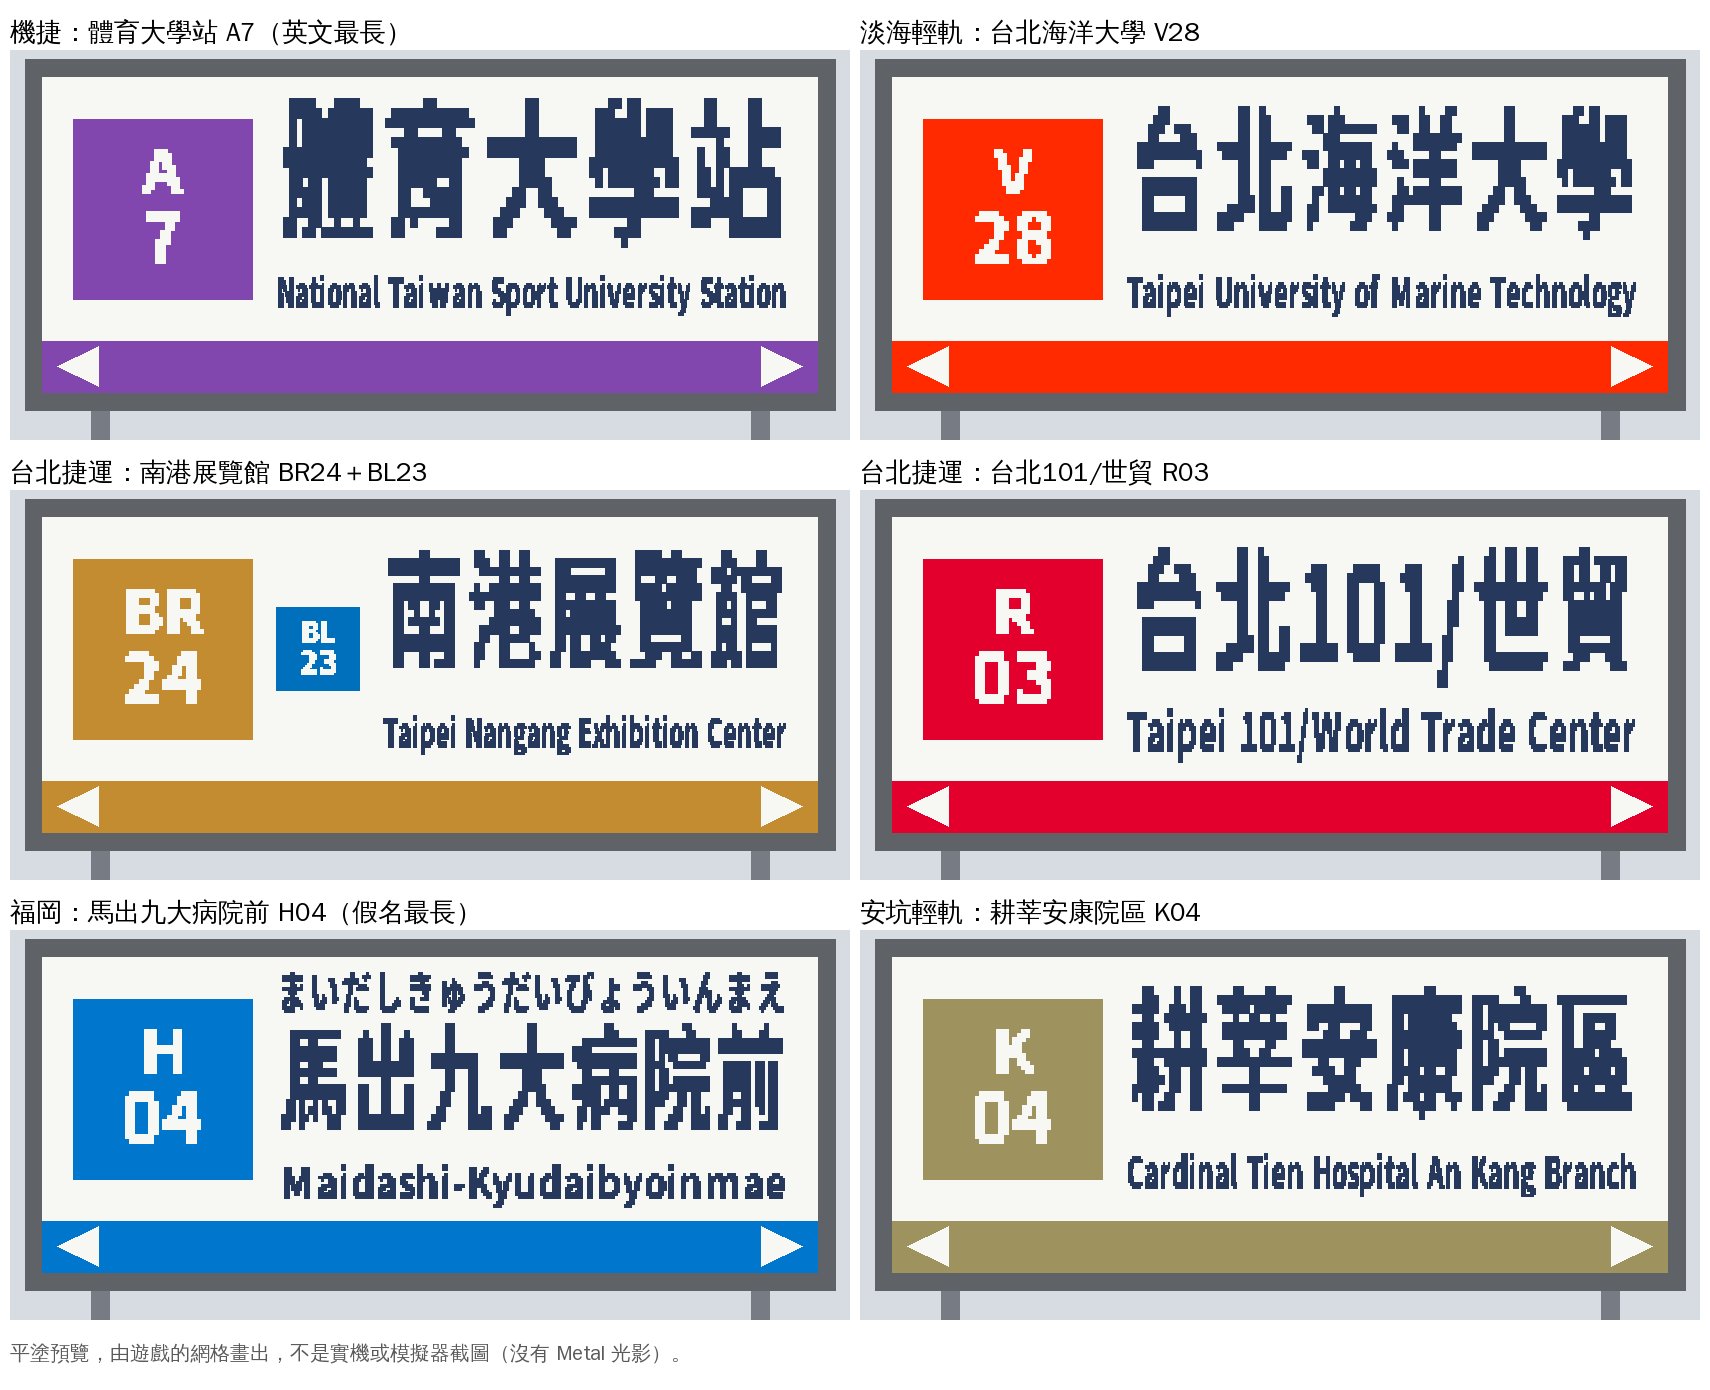 機捷：體育大學站 A7（英文最長）
A
7
體育大學站
National Taiwan Sport University Station
淡海輕軌：台北海洋大學 V28
V
28
台北海洋大學
Taipei University of Marine Technology
台北捷運：南港展覽館 BR24＋BL23
BR
24
BL
23
南港展覽館
Taipei Nangang Exhibition Center
台北捷運：台北101/世貿 R03
R
03
台北101/世貿
Taipei 101/World Trade Center
福岡：馬出九大病院前 H04（假名最長）
H
04
まいだしきゅうだいびょういんまえ
馬出九大病院前
Maidashi-Kyudaibyoinmae
安坑輕軌：耕莘安康院區 K04
K
04
耕莘安康院區
Cardinal Tien Hospital An Kang Branch
平塗預覽，由遊戲的網格畫出，不是實機或模擬器截圖（沒有 Metal 光影）。